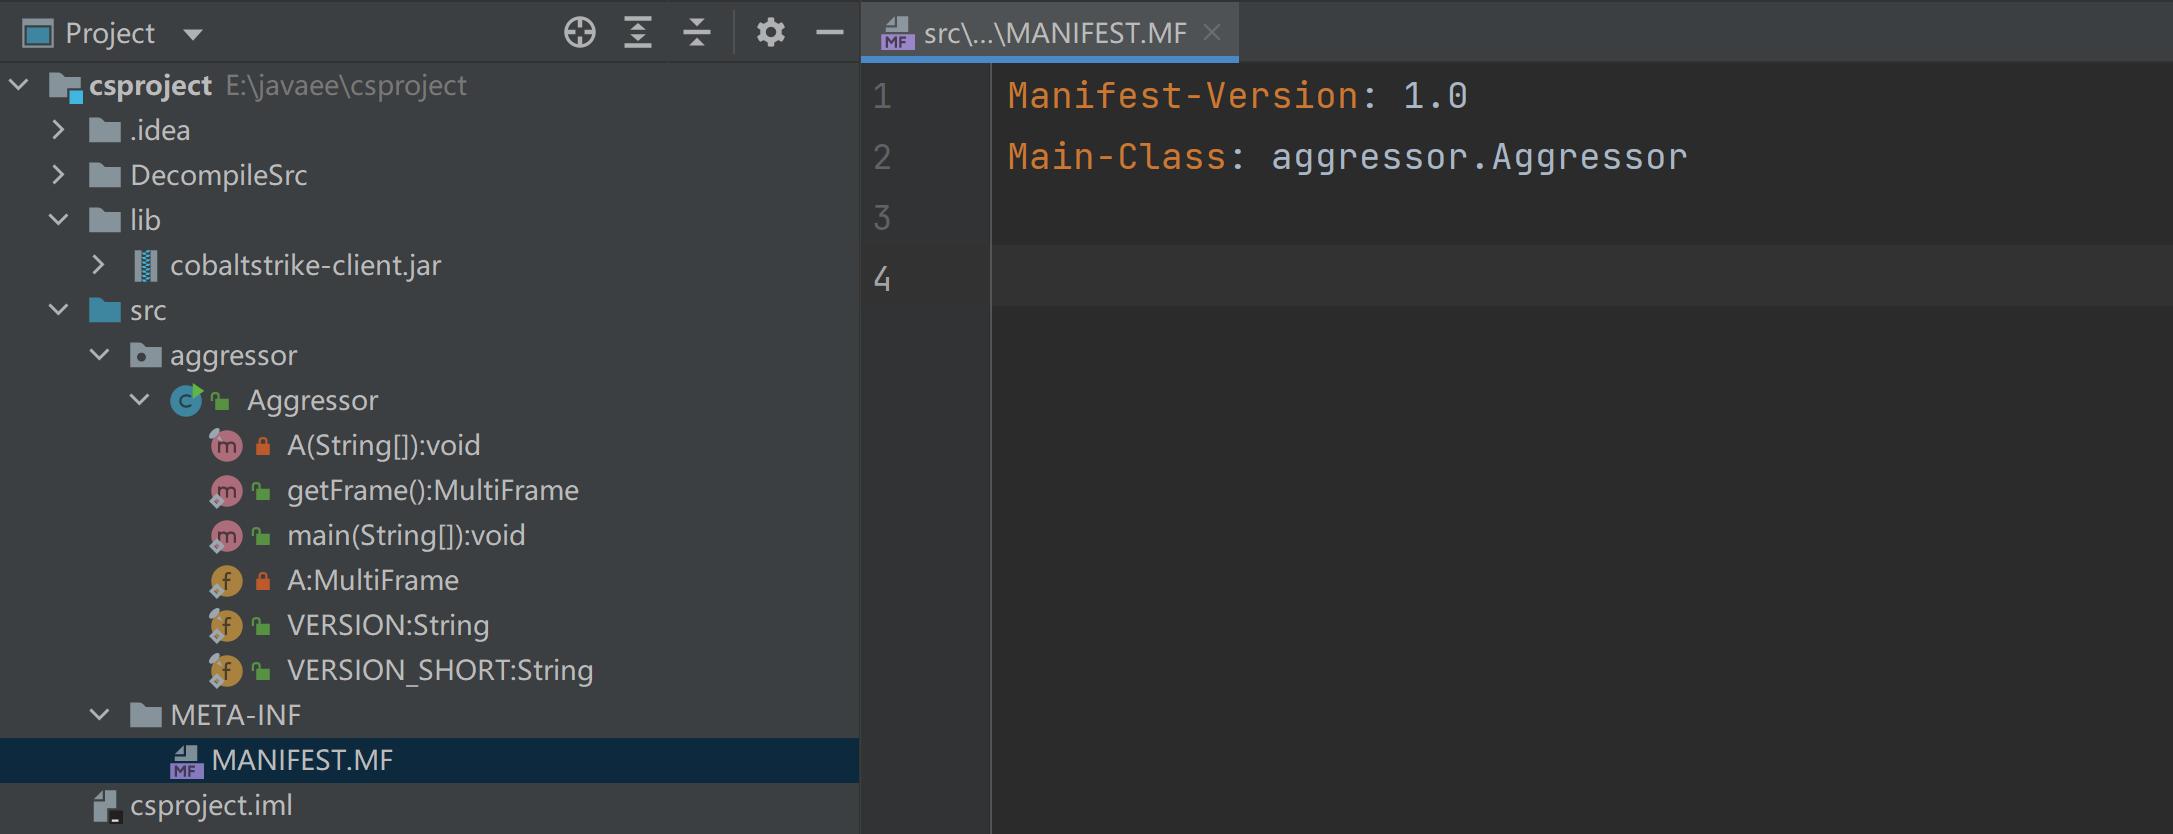 Project
csproject E:\javaee\csproject
.idea
DecompileSrc
lib
cobaltstrike-client.jar
src
aggressor
Aggressor
A(String[]):void
getFrame():MultiFrame
main(String[]):void
A:MultiFrame
VERSION:String
VERSION_SHORT:String
META-INF
MANIFEST.MF
csproject.iml
src\...\MANIFEST.MF
1 Manifest-Version: 1.0
2 Main-Class: aggressor.Aggressor
3
4